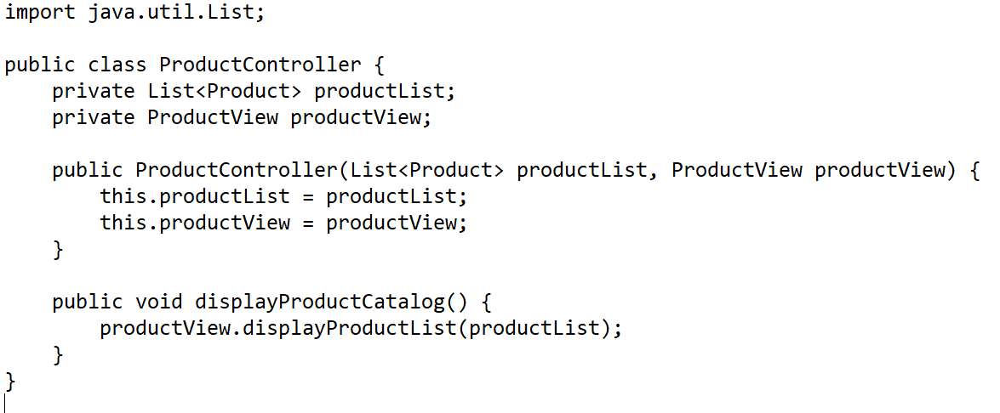 import java.util.List;

public class ProductController {
    private List<Product> productList;
    private ProductView productView;

    public ProductController(List<Product> productList, ProductView productView) {
        this.productList = productList;
        this.productView = productView;
    }

    public void displayProductCatalog() {
        productView.displayProductList(productList);
    }
}